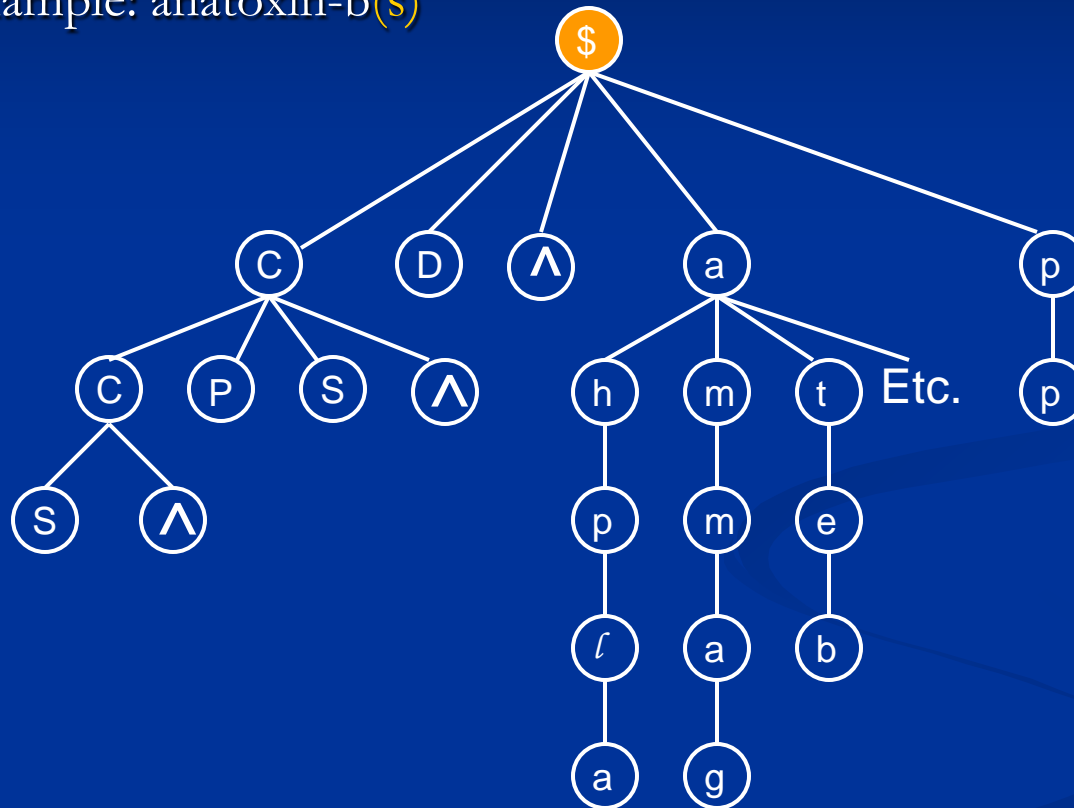 ample: anatoxin-b(s)
$
C D ^ a p
C P S ^ h m t Etc. p
S ^ p m e
l a b
a g